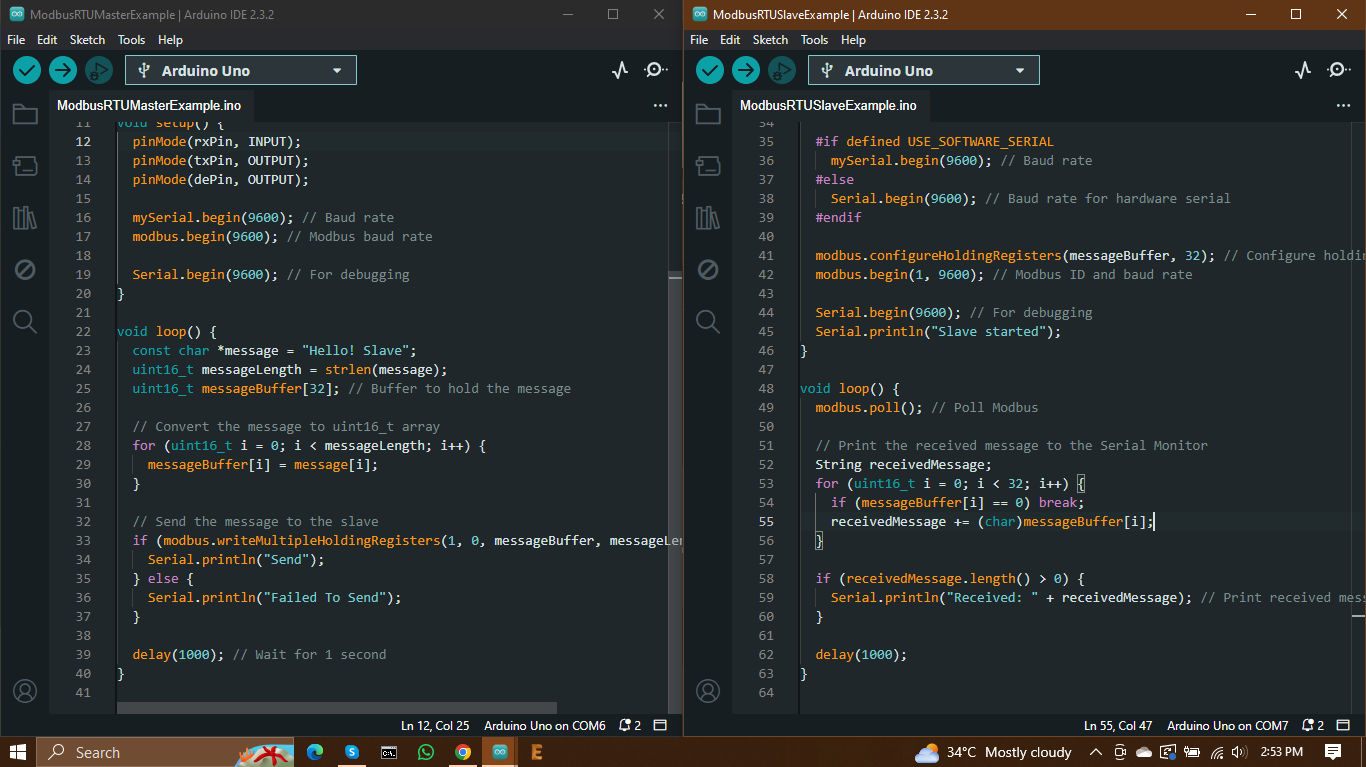 ModbusRTUMasterExample | Arduino IDE 2.3.2
File Edit Sketch Tools Help
Arduino Uno
ModbusRTUMasterExample.ino
11 void setup() {
12 pinMode(rxPin, INPUT);
13 pinMode(txPin, OUTPUT);
14 pinMode(dePin, OUTPUT);
15
16 mySerial.begin(9600); // Baud rate
17 modbus.begin(9600); // Modbus baud rate
18
19 Serial.begin(9600); // For debugging
20 }
21
22 void loop() {
23 const char *message = "Hello! Slave";
24 uint16_t messageLength = strlen(message);
25 uint16_t messageBuffer[32]; // Buffer to hold the message
26
27 // Convert the message to uint16_t array
28 for (uint16_t i = 0; i < messageLength; i++) {
29 messageBuffer[i] = message[i];
30 }
31
32 // Send the message to the slave
33 if (modbus.writeMultipleHoldingRegisters(1, 0, messageBuffer, messageLen
34 Serial.println("Send");
35 } else {
36 Serial.println("Failed To Send");
37 }
38
39 delay(1000); // Wait for 1 second
40 }
41
Ln 12, Col 25 Arduino Uno on COM6 2
ModbusRTUSlaveExample | Arduino IDE 2.3.2
File Edit Sketch Tools Help
Arduino Uno
ModbusRTUSlaveExample.ino
34
35 #if defined USE_SOFTWARE_SERIAL
36 mySerial.begin(9600); // Baud rate
37 #else
38 Serial.begin(9600); // Baud rate for hardware serial
39 #endif
40
41 modbus.configureHoldingRegisters(messageBuffer, 32); // Configure holdin
42 modbus.begin(1, 9600); // Modbus ID and baud rate
43
44 Serial.begin(9600); // For debugging
45 Serial.println("Slave started");
46 }
47
48 void loop() {
49 modbus.poll(); // Poll Modbus
50
51 // Print the received message to the Serial Monitor
52 String receivedMessage;
53 for (uint16_t i = 0; i < 32; i++) {
54 if (messageBuffer[i] == 0) break;
55 receivedMessage += (char)messageBuffer[i];
56 }
57
58 if (receivedMessage.length() > 0) {
59 Serial.println("Received: " + receivedMessage); // Print received mes
60 }
61
62 delay(1000);
63 }
64
Ln 55, Col 47 Arduino Uno on COM7 2
Search
34°C Mostly cloudy
2:53 PM